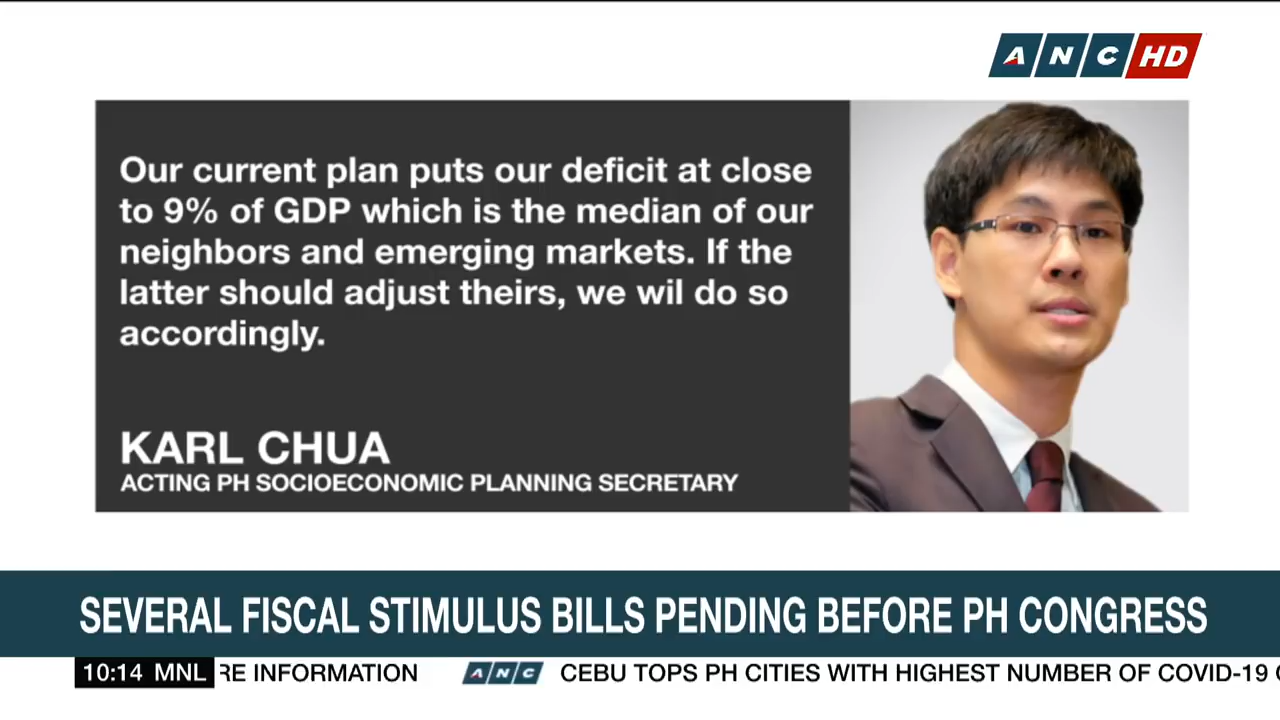 ANC HD
Our current plan puts our deficit at close
to 9% of GDP which is the median of our
neighbors and emerging markets. If the
latter should adjust theirs, we wil do so
accordingly.
KARL CHUA
ACTING PH SOCIOECONOMIC PLANNING SECRETARY
SEVERAL FISCAL STIMULUS BILLS PENDING BEFORE PH CONGRESS
10:14 MNL RE INFORMATION ANC CEBU TOPS PH CITIES WITH HIGHEST NUMBER OF COVID-19